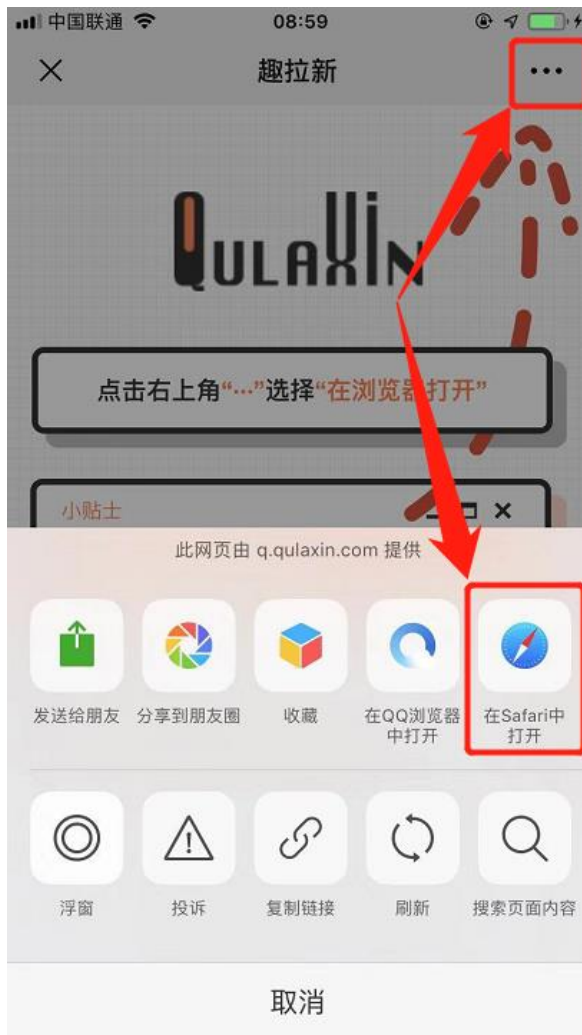 中国联通
08:59
趣拉新
QULAXIN
点击右上角“…”选择“在浏览器打开”
小贴士
此网页由 q.qulaxin.com 提供
发送给朋友
分享到朋友圈
收藏
在QQ浏览器
中打开
在Safari中
打开
浮窗
投诉
复制链接
刷新
搜索页面内容
取消